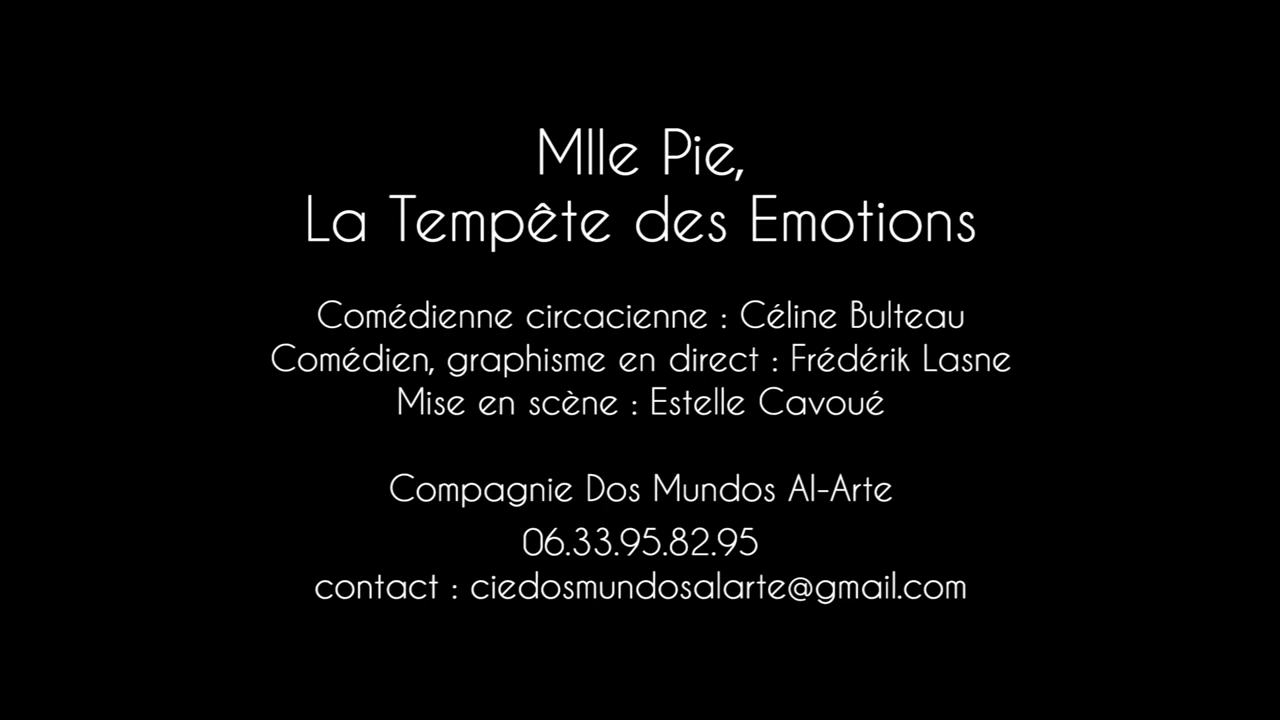 Mlle Pie,
La Tempête des Emotions
Comédienne circacienne : Céline Bulteau
Comédien, graphisme en direct : Frédérik Lasne
Mise en scène : Estelle Cavoué
Compagnie Dos Mundos Al-Arte
06.33.95.82.95
contact : ciedosmundosalarte@gmail.com